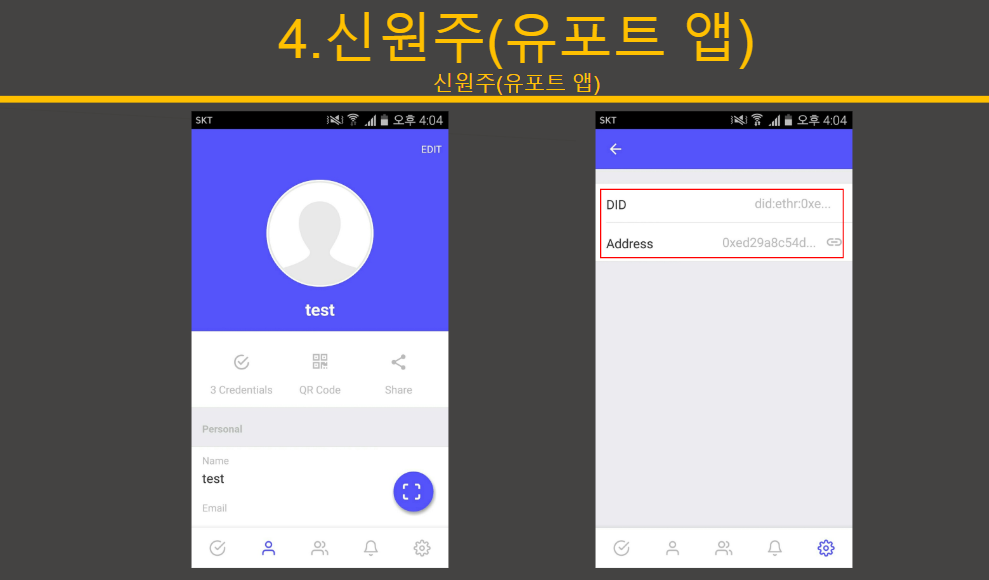 4.신원주(유포트 앱)
신원주(유포트 앱)
SKT 오후 4:04
EDIT
test
3 Credentials QR Code Share
Personal
Name
test
Email
SKT 오후 4:04
DID did:ethr:0xe...
Address 0xed29a8c54d...